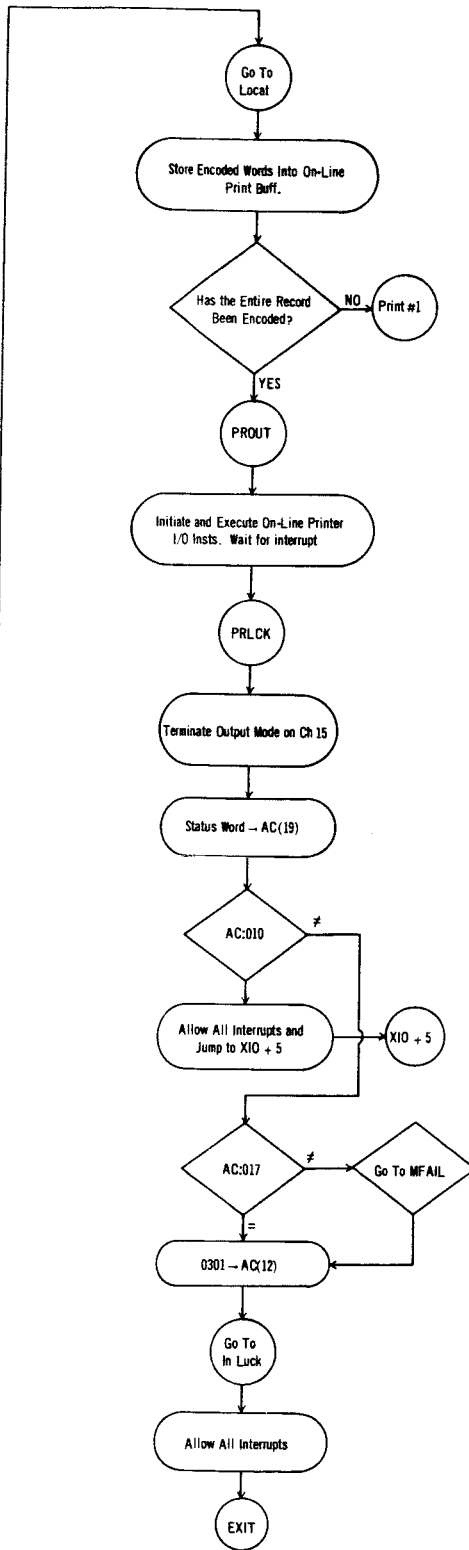 Go To
Locat
Store Encoded Words Into On-Line
Print Buff.
Has the Entire Record
Been Encoded?
NO
Print #1
YES
PROUT
Initiate and Execute On-Line Printer
I/O Insts. Wait for interrupt
PRLCK
Terminate Output Mode on Ch 15
Status Word → AC(19)
AC:010
≠
Allow All Interrupts and
Jump to XIO + 5
XIO + 5
AC:017
≠
Go To MFAIL
=
0301 → AC(12)
Go To
In Luck
Allow All Interrupts
EXIT